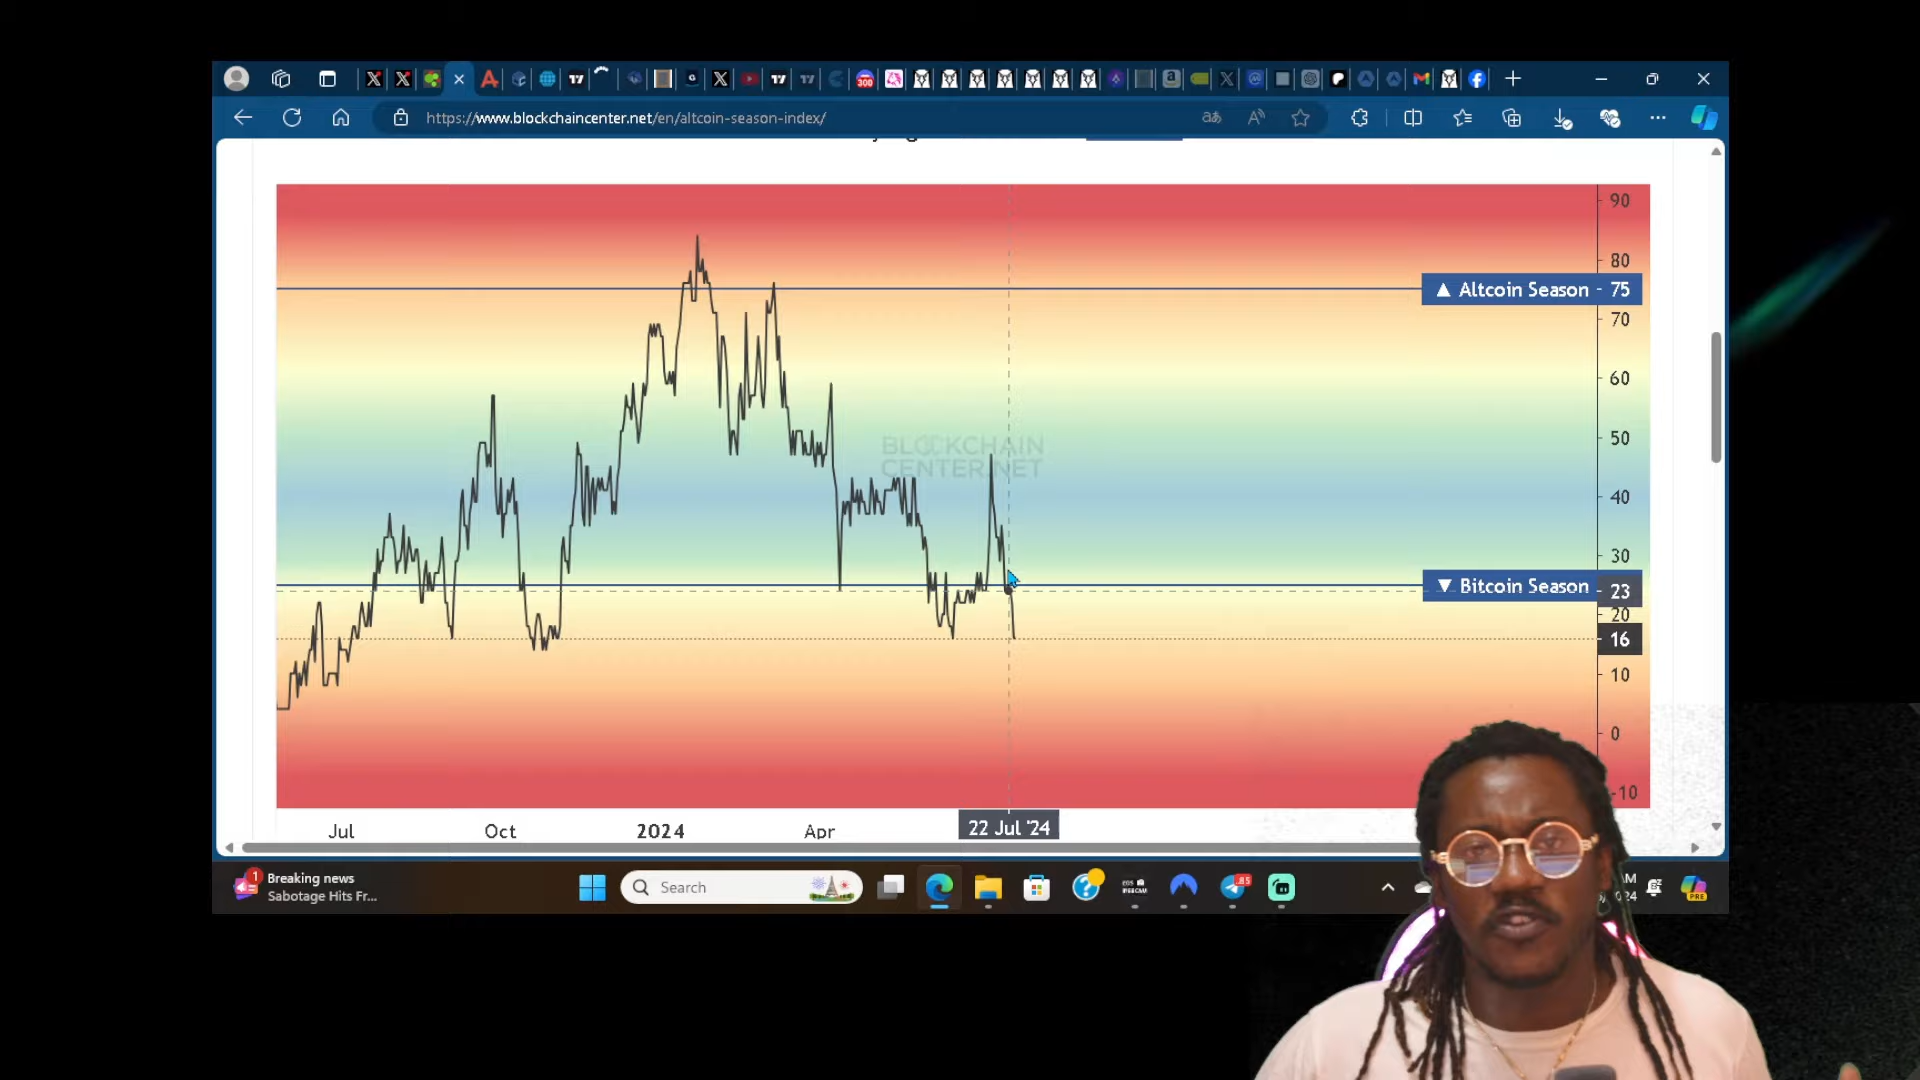 https://www.blockchaincenter.net/en/altcoin-season-index/
90
80
▲ Altcoin Season - 75
70
60
BLOCKCHAIN
CENTER.NET
50
40
30
▼ Bitcoin Season
23
20
16
10
0
-10
Jul Oct 2024 Apr 22 Jul '24
Breaking news
Sabotage Hits Fr...
Search